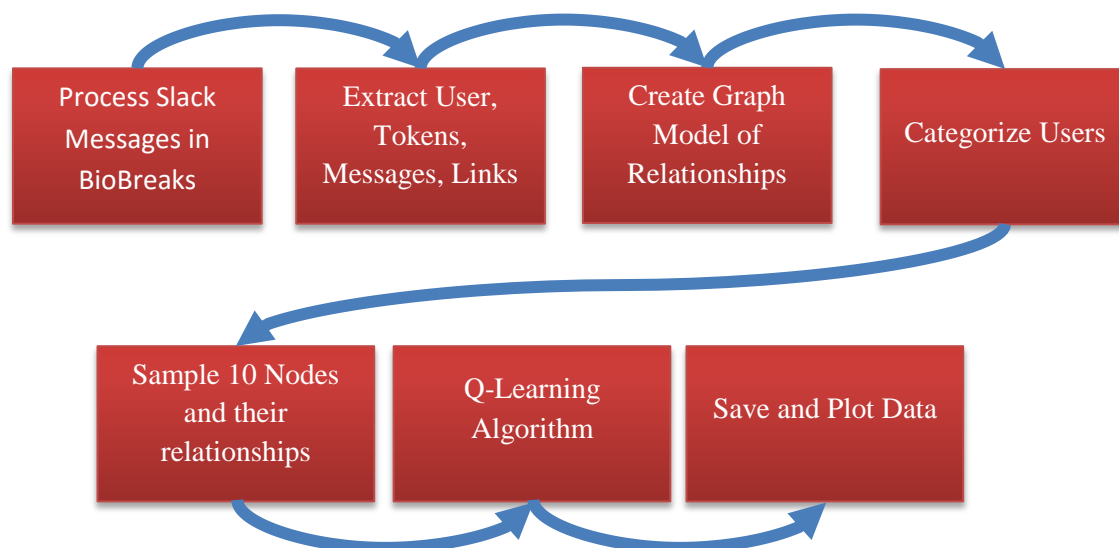 Process Slack
Messages in
BioBreaks
Extract User,
Tokens,
Messages, Links
Create Graph
Model of
Relationships
Categorize Users
Sample 10 Nodes
and their
relationships
Q-Learning
Algorithm
Save and Plot Data